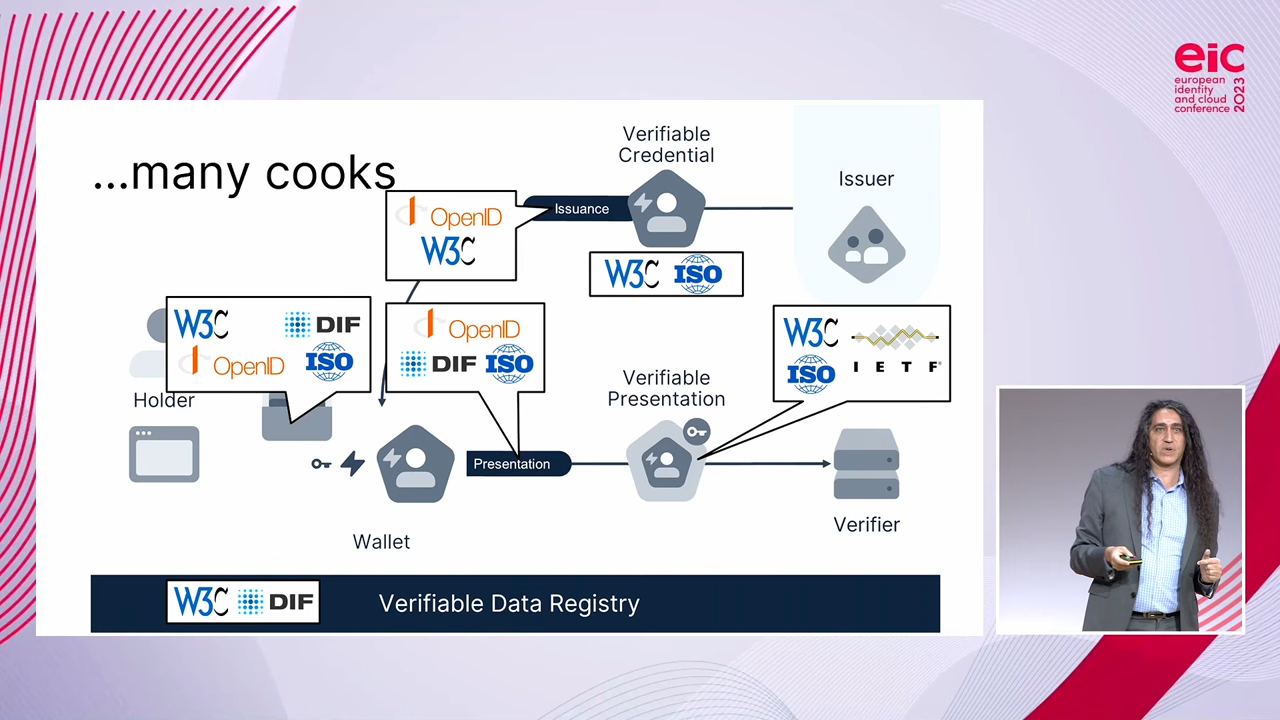 eic
european
identity
and cloud
conference
2023
...many cooks
Verifiable
Credential
Issuer
OpenID
W3C
Issuance
W3C
ISO
W3C
DIF
OpenID
ISO
OpenID
DIF
ISO
W3C
ISO
IETF
Holder
Verifiable
Presentation
Presentation
Wallet
Verifier
W3C
DIF
Verifiable Data Registry